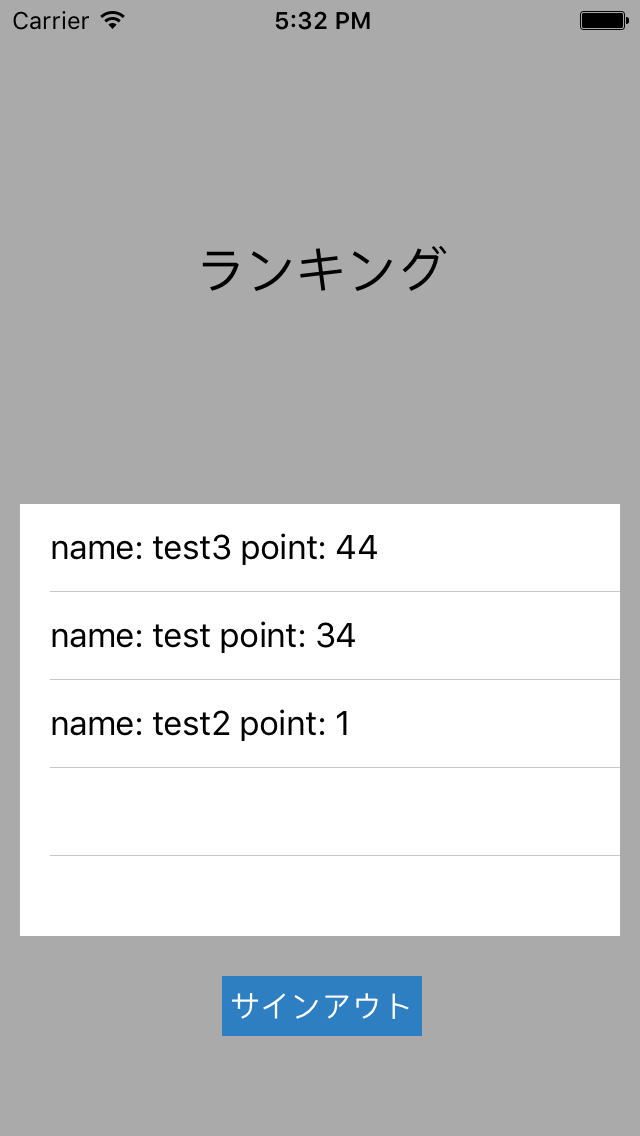 Carrier 5:32 PM
ランキング
name: test3 point: 44
name: test point: 34
name: test2 point: 1
サインアウト